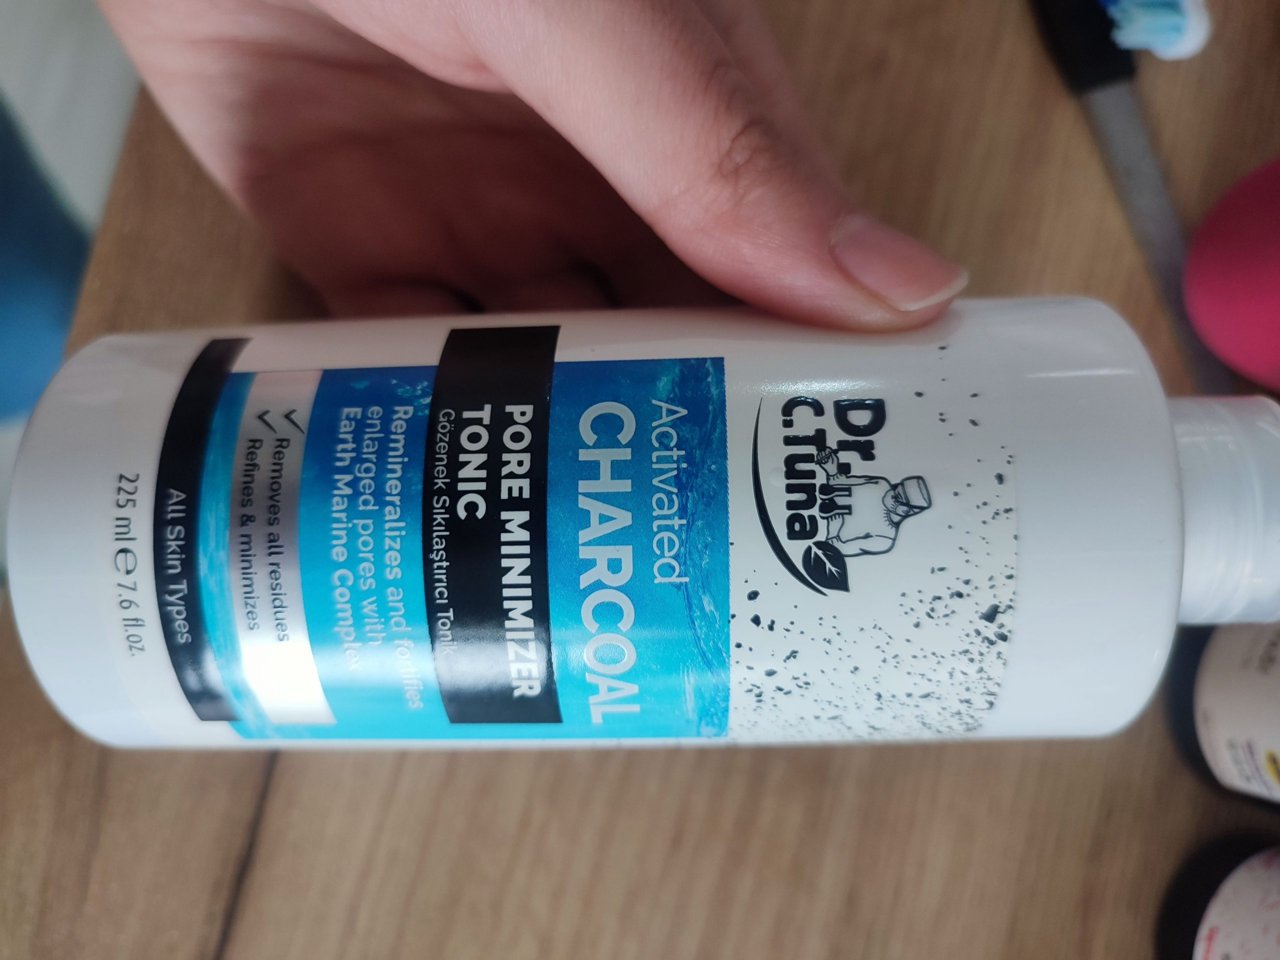 Dr.
C.Tuna
Activated
CHARCOAL
PORE MINIMIZER
TONIC
Gözenek Sıkılaştırıcı Tonik
Remineralizes and fortifies
enlarged pores with
Earth Marine Complex
Removes all residues
Refines & minimizes
All Skin Types
225 ml e 7.6 fl.oz.